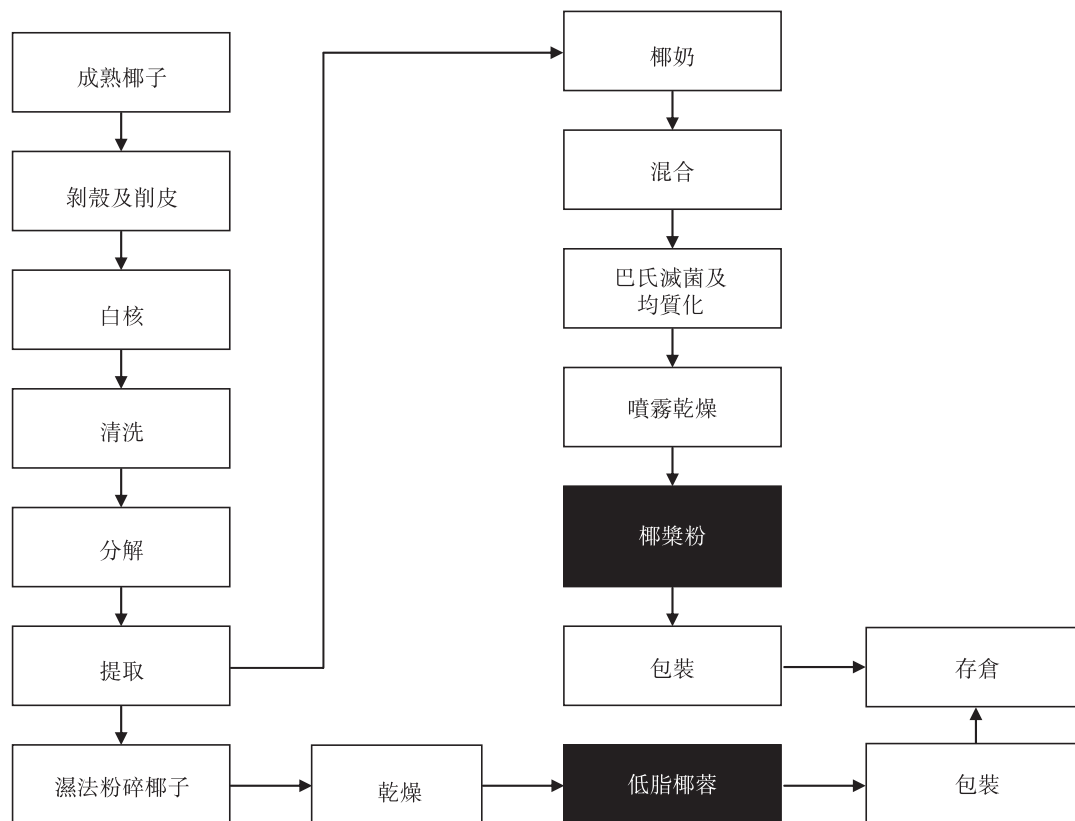 成熟椰子
剝殼及削皮
白核
清洗
分解
提取
濕法粉碎椰子
乾燥
椰奶
混合
巴氏滅菌及
均質化
噴霧乾燥
椰漿粉
包裝
低脂椰蓉
包裝
存倉